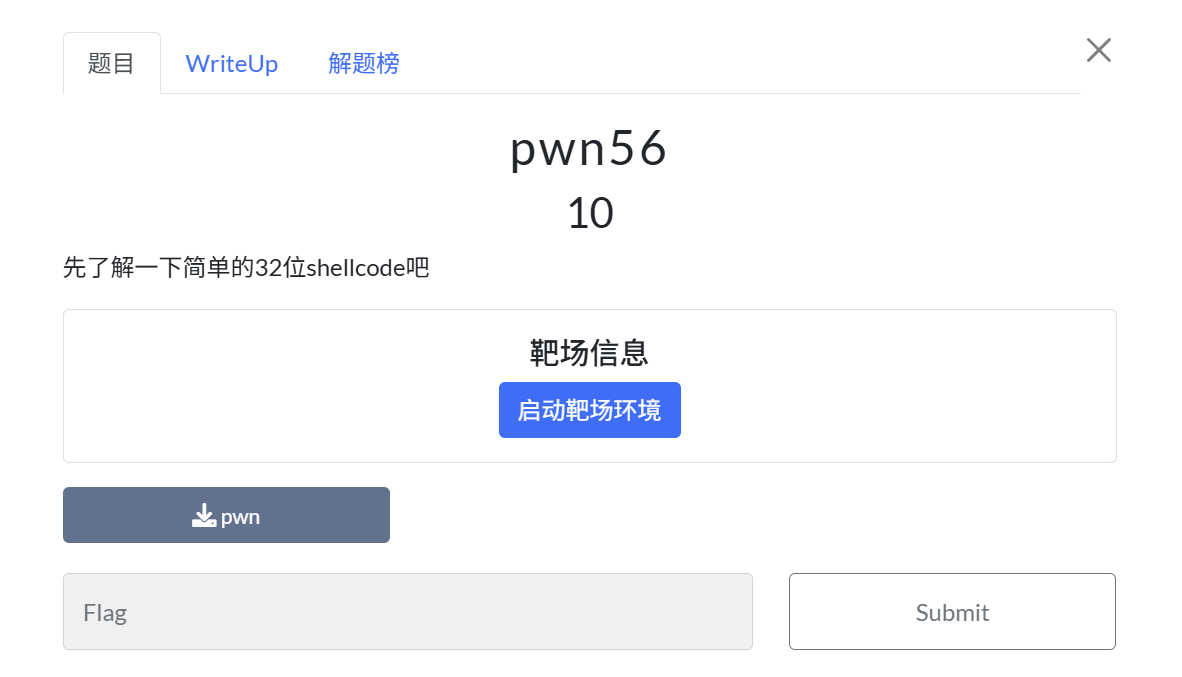 题目 WriteUp 解题榜
pwn56
10
先了解一下简单的32位shellcode吧
靶场信息
启动靶场环境
pwn
Flag Submit